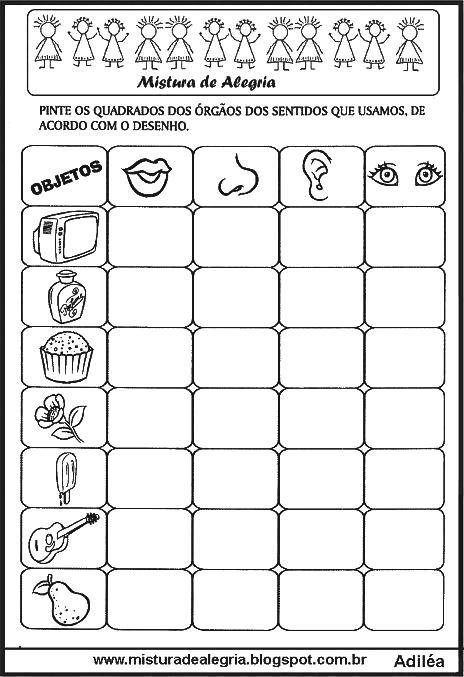 Mistura de Alegria
PINTE OS QUADRADOS DOS ÓRGÃOS DOS SENTIDOS QUE USAMOS, DE
ACORDO COM O DESENHO.
OBJETOS
www.misturadealegria.blogspot.com.br
Adiléa